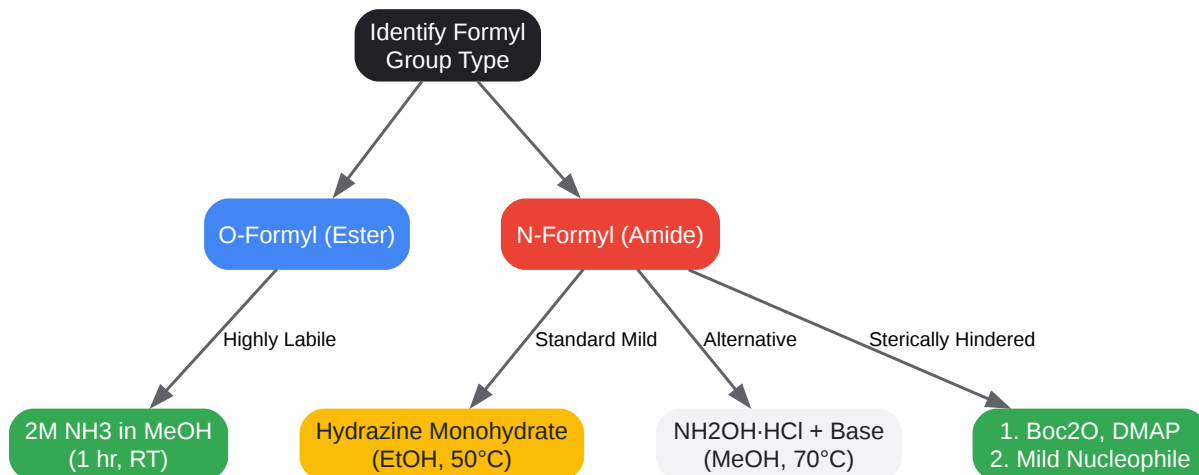 Identify Formyl
Group Type
O-Formyl (Ester)
N-Formyl (Amide)
Highly Labile
Standard Mild
Alternative
Sterically Hindered
2M NH3 in MeOH
(1 hr, RT)
Hydrazine Monohydrate
(EtOH, 50°C)
NH2OH·HCl + Base
(MeOH, 70°C)
1. Boc2O, DMAP
2. Mild Nucleophile